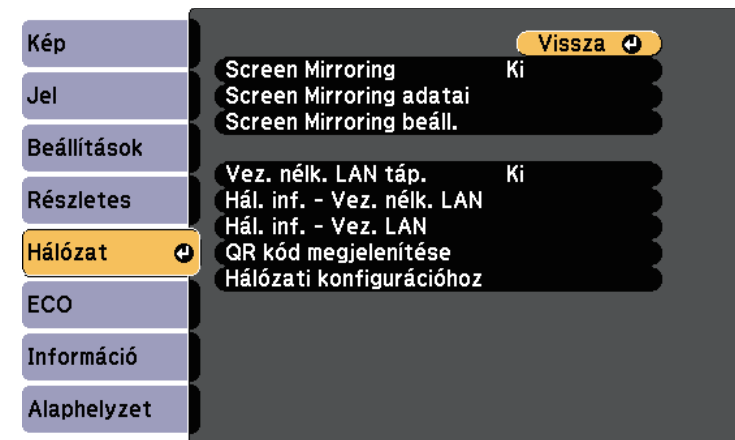 Kép
Jel
Beállítások
Részletes
Hálózat
ECO
Információ
Alaphelyzet
Vissza
Screen Mirroring Ki
Screen Mirroring adatai
Screen Mirroring beáll.
Vez. nélk. LAN táp. Ki
Hál. inf. - Vez. nélk. LAN
Hál. inf. - Vez. LAN
QR kód megjelenítése
Hálózati konfigurációhoz